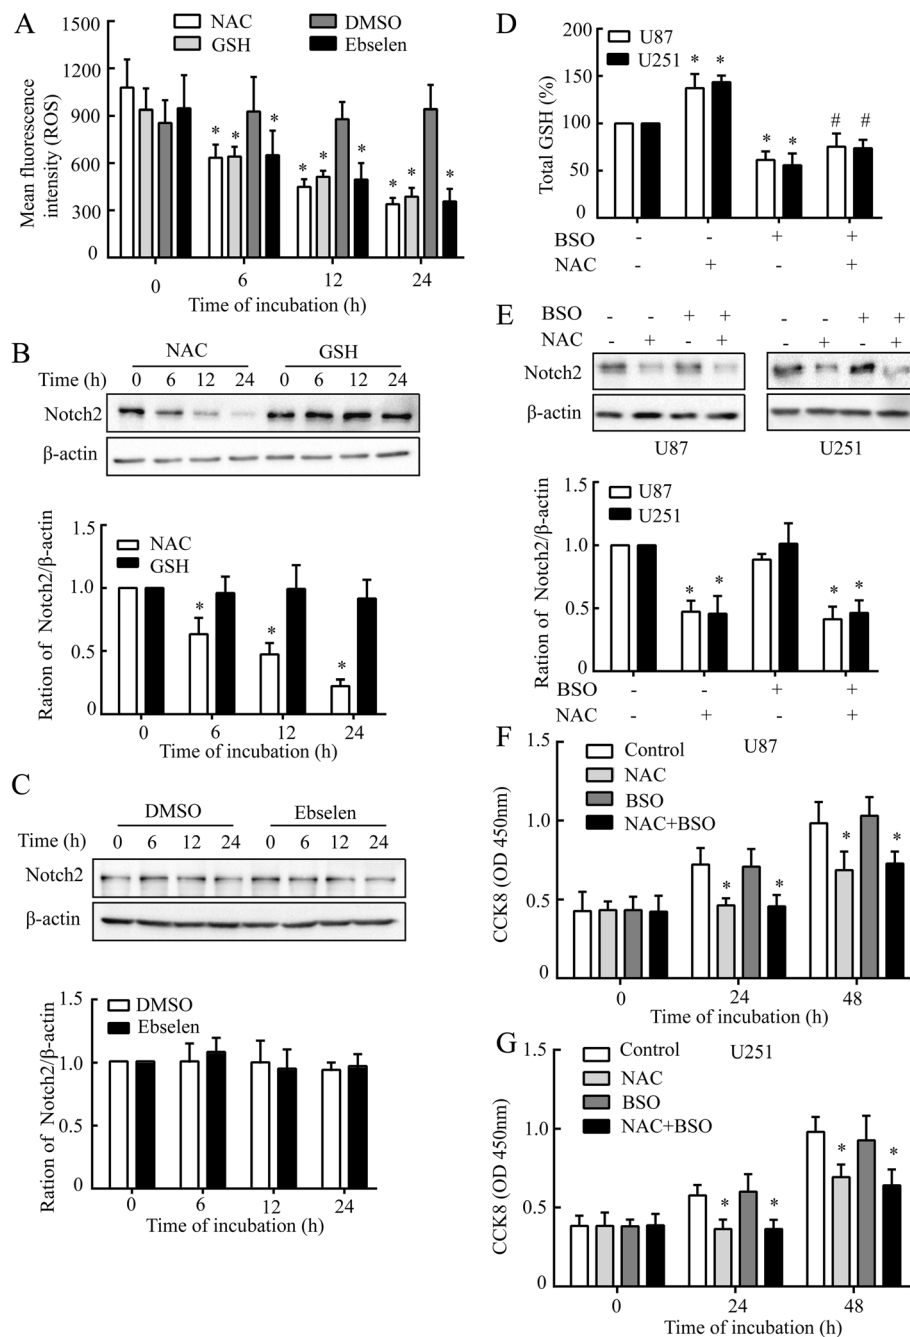 A
NAC DMSO
GSH Ebselen
Mean fluorescence
intensity (ROS)
1500
1200
900
600
300
0
* * * * * * * * *
0 6 12 24
Time of incubation (h)
B
NAC GSH
Time (h) 0 6 12 24 0 6 12 24
Notch2
β-actin
Ration of Notch2/β-actin
1.5
1.0
0.5
0
NAC
GSH
* * *
0 6 12 24
Time of incubation (h)
C
DMSO Ebselen
Time (h) 0 6 12 24 0 6 12 24
Notch2
β-actin
Ration of Notch2/β-actin
1.5
1.0
0.5
0
DMSO
Ebselen
0 6 12 24
Time of incubation (h)
D
Total GSH (%)
200
150
100
50
0
U87
U251
* * * * # #
BSO - - + +
NAC - + - +
E
BSO - - + + - - + +
NAC - + - + - + - +
Notch2
β-actin
U87 U251
Ration of Notch2/β-actin
1.5
1.0
0.5
0
U87
U251
* * * *
BSO - - + +
NAC - + - +
F
U87
CCK8 (OD 450nm)
1.5
1.0
0.5
0
Control
NAC
BSO
NAC+BSO
* * * *
0 24 48
Time of incubation (h)
G
U251
CCK8 (OD 450nm)
1.5
1.0
0.5
0
Control
NAC
BSO
NAC+BSO
* * * *
0 24 48
Time of incubation (h)